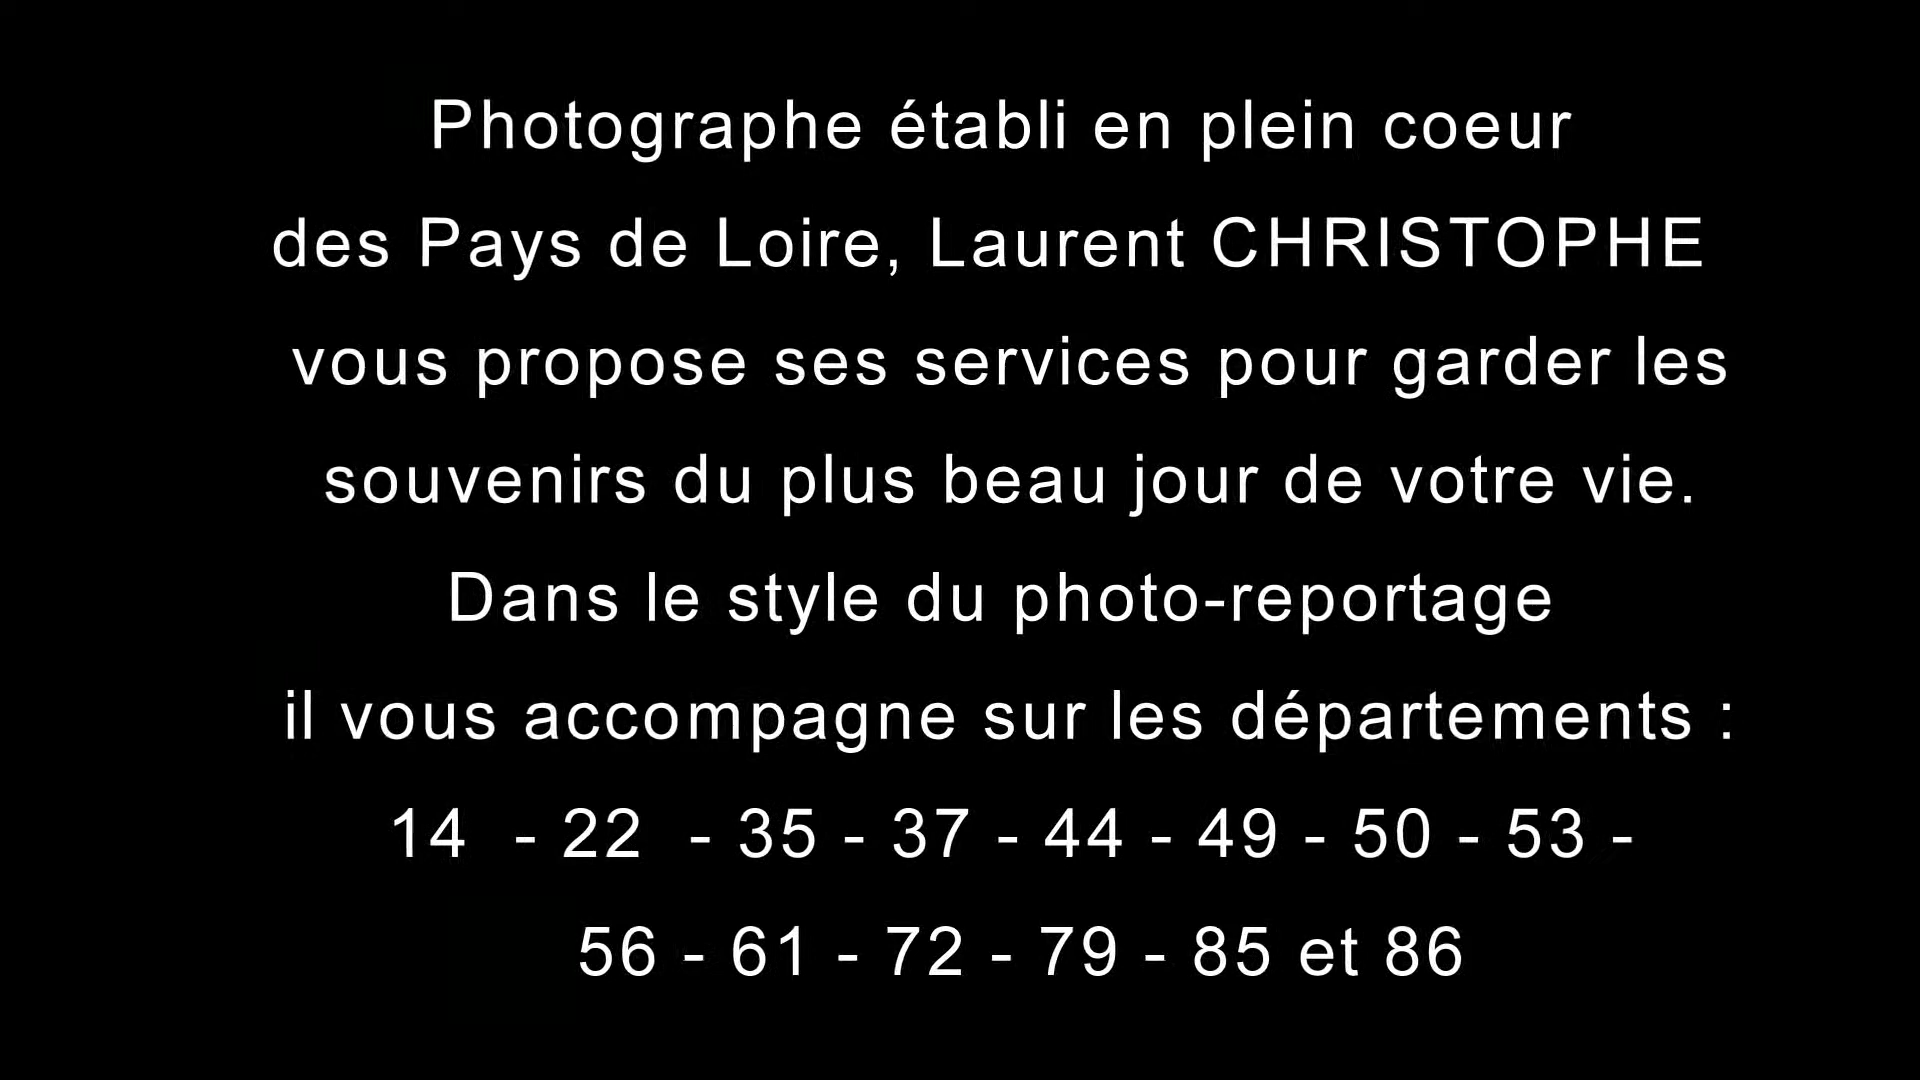 Photographe établi en plein coeur
des Pays de Loire, Laurent CHRISTOPHE
vous propose ses services pour garder les
souvenirs du plus beau jour de votre vie.
Dans le style du photo-reportage
il vous accompagne sur les départements :
14 - 22 - 35 - 37 - 44 - 49 - 50 - 53 -
56 - 61 - 72 - 79 - 85 et 86